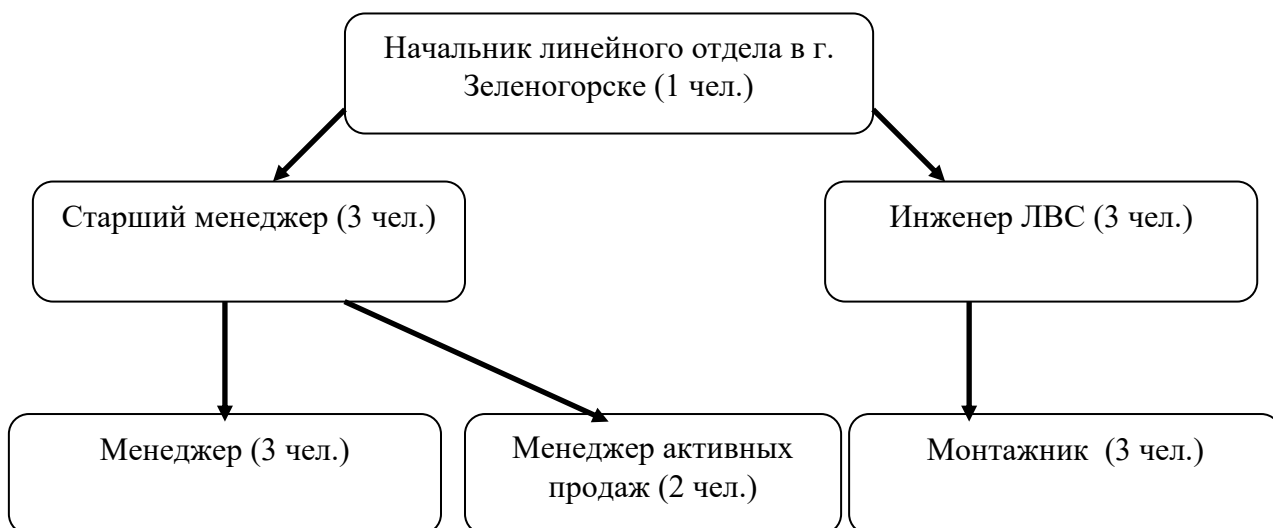 Начальник линейного отдела в г.
Зеленогорске (1 чел.)
Старший менеджер (3 чел.)
Инженер ЛВС (3 чел.)
Менеджер (3 чел.)
Менеджер активных
продаж (2 чел.)
Монтажник (3 чел.)